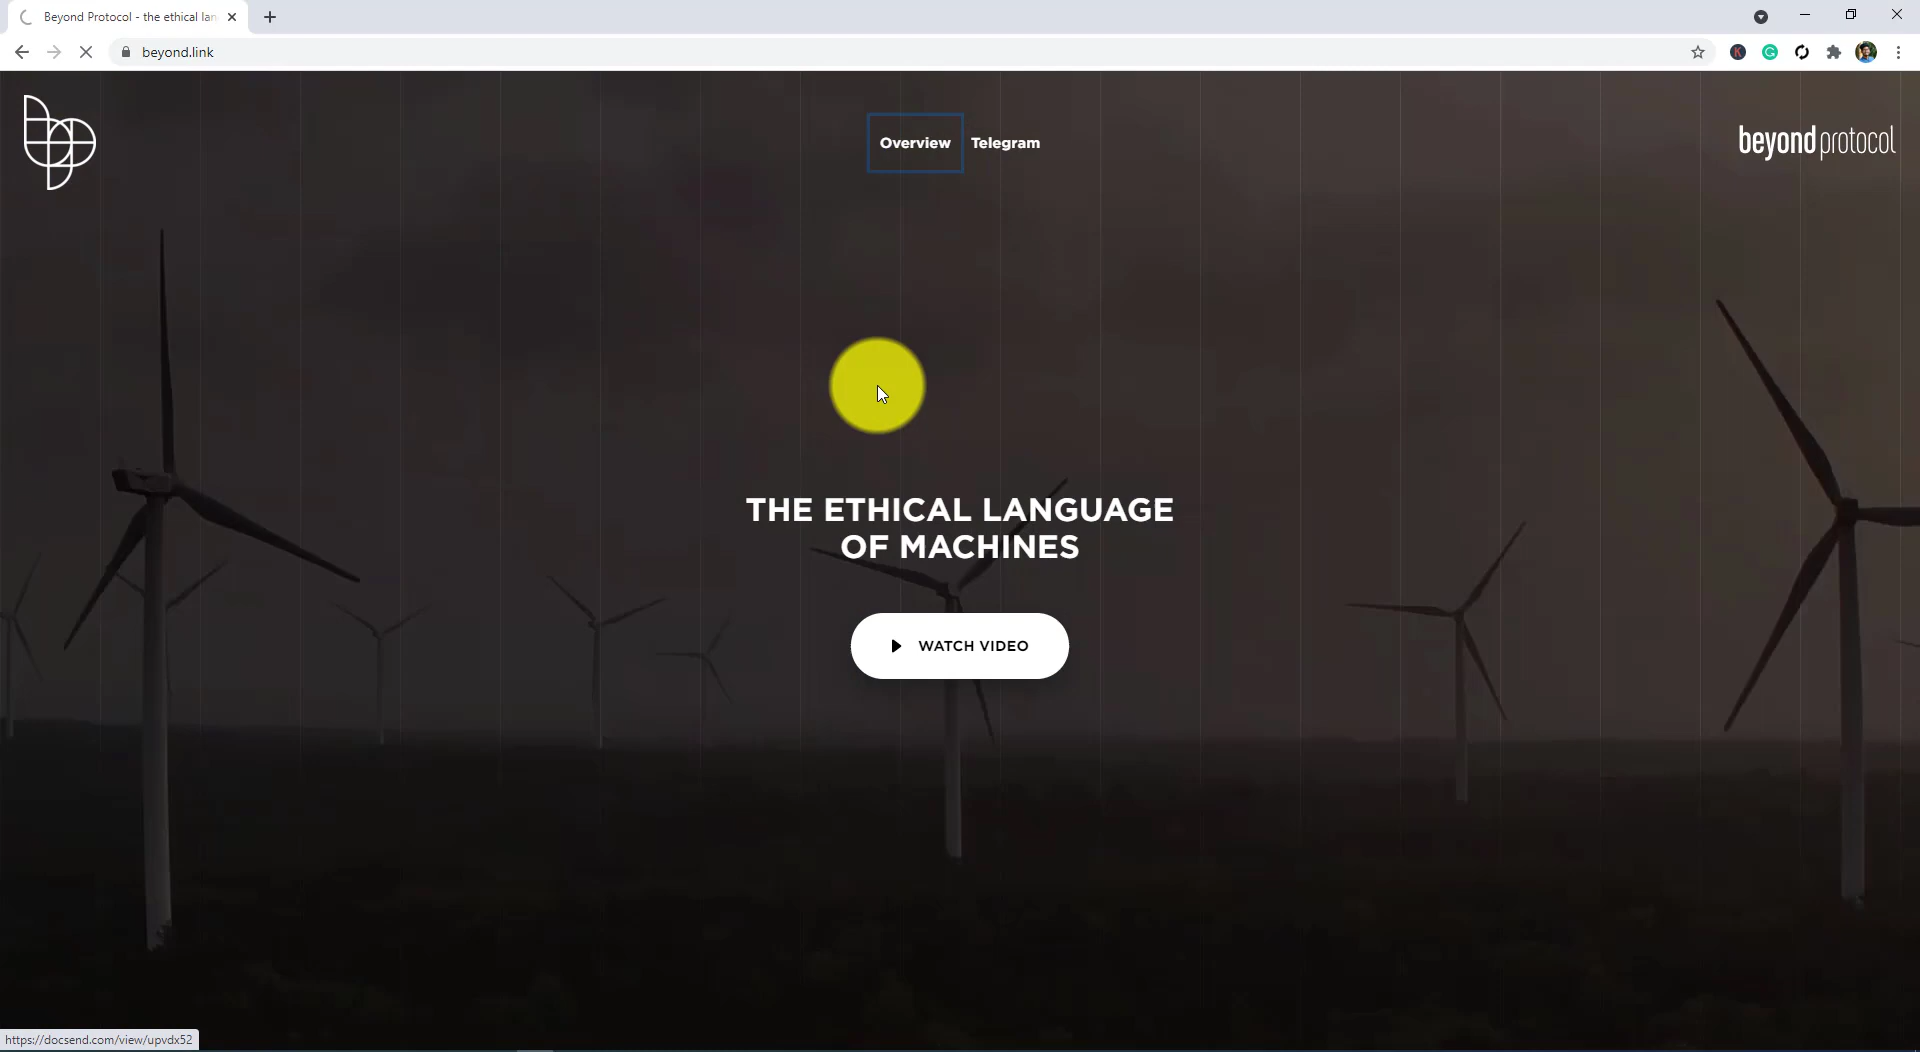 Beyond Protocol - the ethical lan
beyond.link
Overview
Telegram
beyond protocol
THE ETHICAL LANGUAGE
OF MACHINES
WATCH VIDEO
https://docsend.com/view/upvdx52